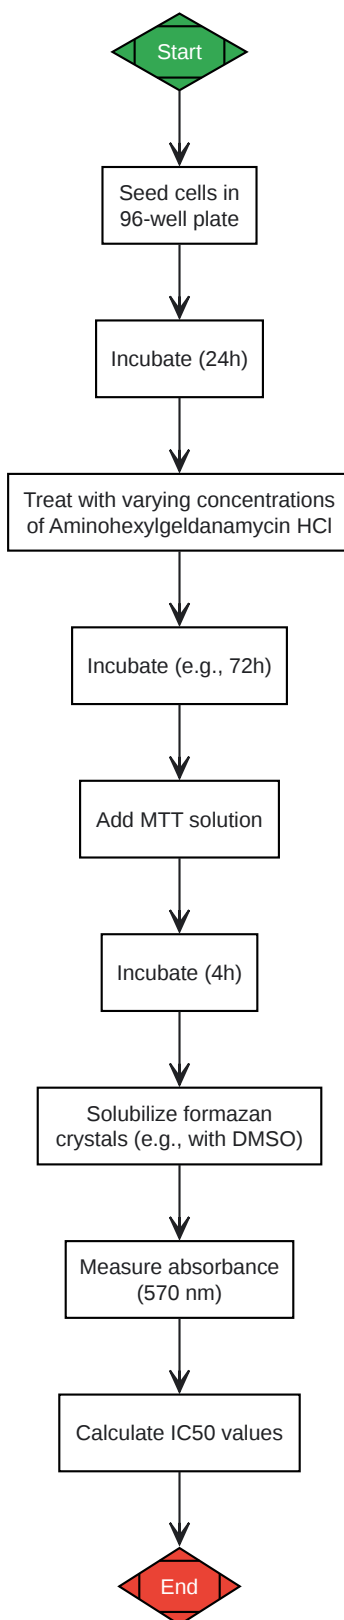 Start
Seed cells in
96-well plate
Incubate (24h)
Treat with varying concentrations
of Aminohexylgeldanamycin HCl
Incubate (e.g., 72h)
Add MTT solution
Incubate (4h)
Solubilize formazan
crystals (e.g., with DMSO)
Measure absorbance
(570 nm)
Calculate IC50 values
End